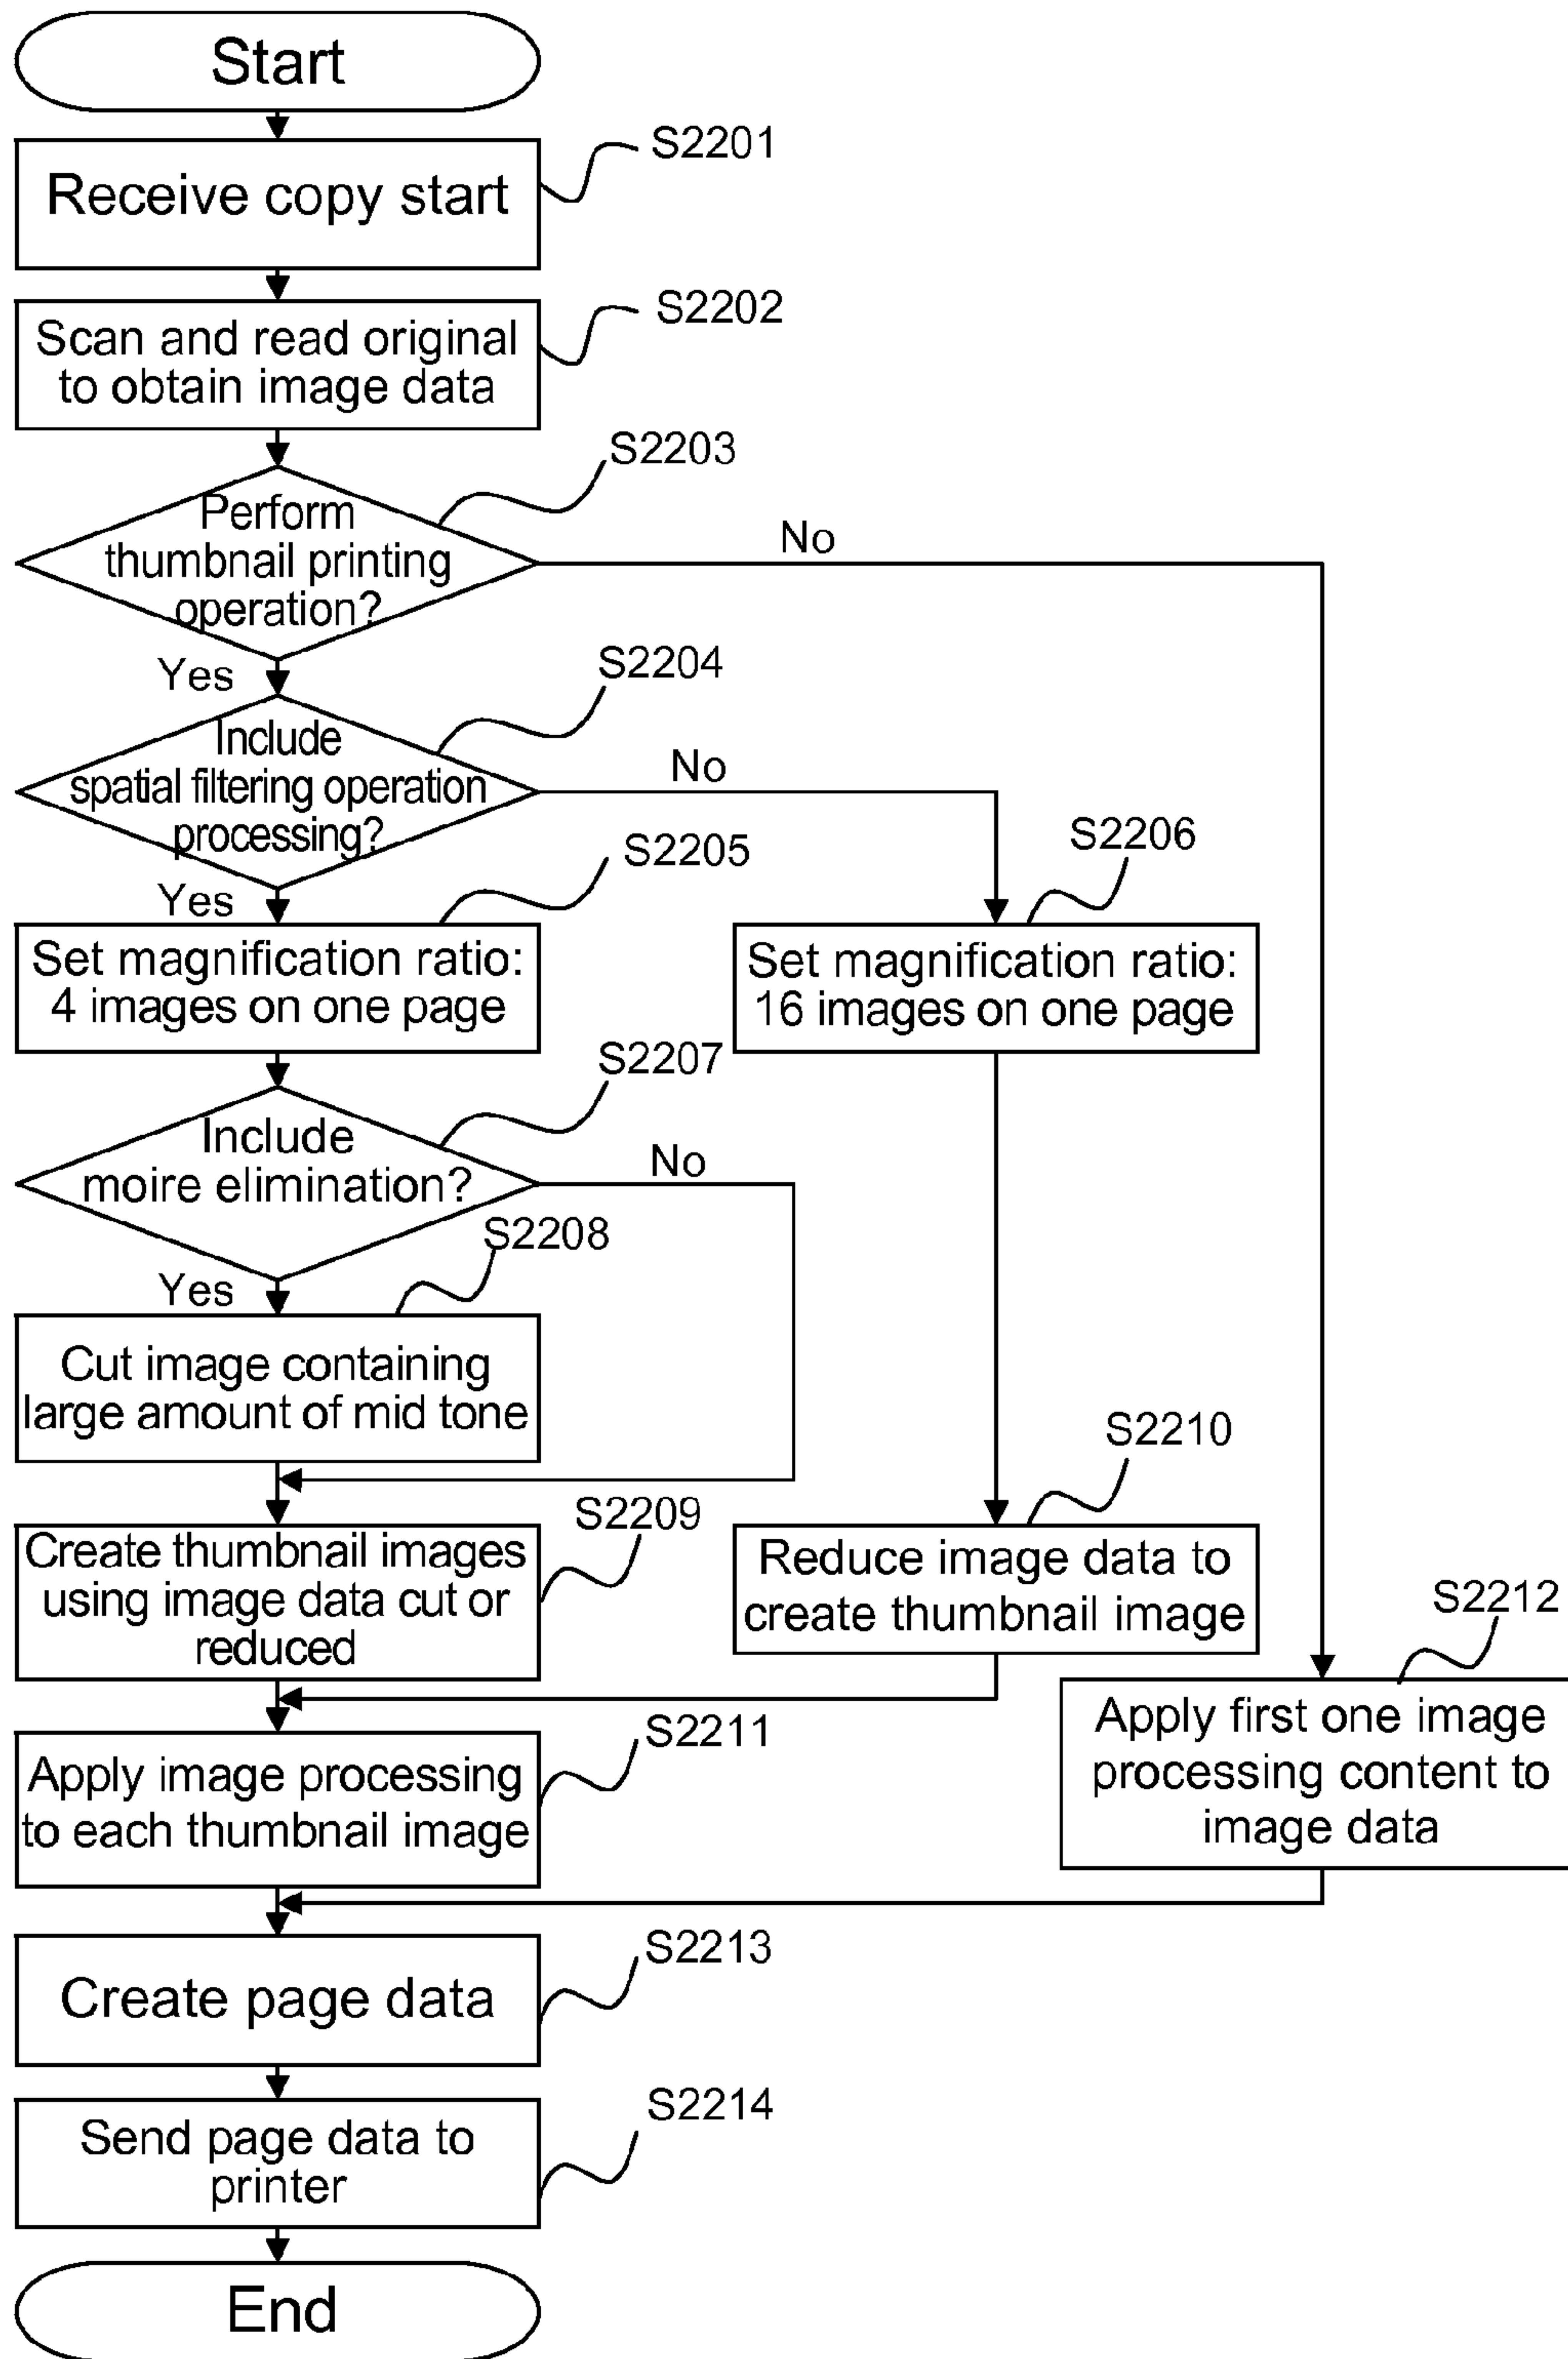 Start
S2201
Receive copy start
S2202
Scan and read original
to obtain image data
S2203
Perform
thumbnail printing
operation?
No
Yes
S2204
Include
spatial filtering operation
processing?
No
Yes
S2205
S2206
Set magnification ratio:
4 images on one page
Set magnification ratio:
16 images on one page
S2207
Include
moire elimination?
No
Yes
S2208
Cut image containing
large amount of mid tone
S2209
Create thumbnail images
using image data cut or
reduced
S2210
Reduce image data to
create thumbnail image
S2212
Apply first one image
processing content to
image data
S2211
Apply image processing
to each thumbnail image
S2213
Create page data
S2214
Send page data to
printer
End